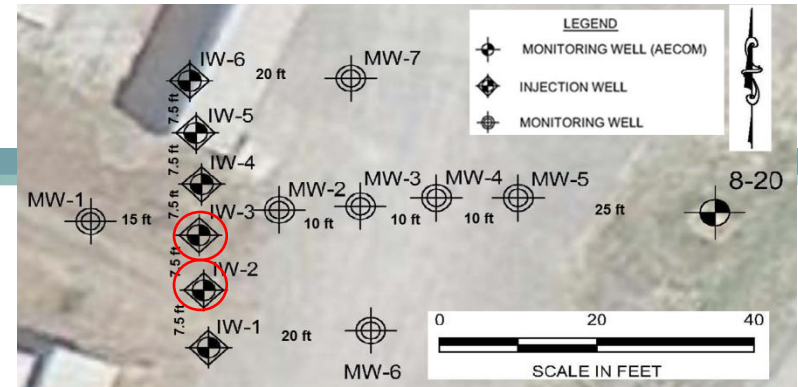 LEGEND
MONITORING WELL (AECOM)
INJECTION WELL
MONITORING WELL
IW-6
20 ft
MW-7
7.5 ft
IW-5
7.5 ft
IW-4
MW-1
15 ft
7.5 ft
IW-3
MW-2
10 ft
MW-3
10 ft
MW-4
10 ft
MW-5
25 ft
8-20
7.5 ft
IW-2
7.5 ft
IW-1
20 ft
MW-6
0 20 40
SCALE IN FEET